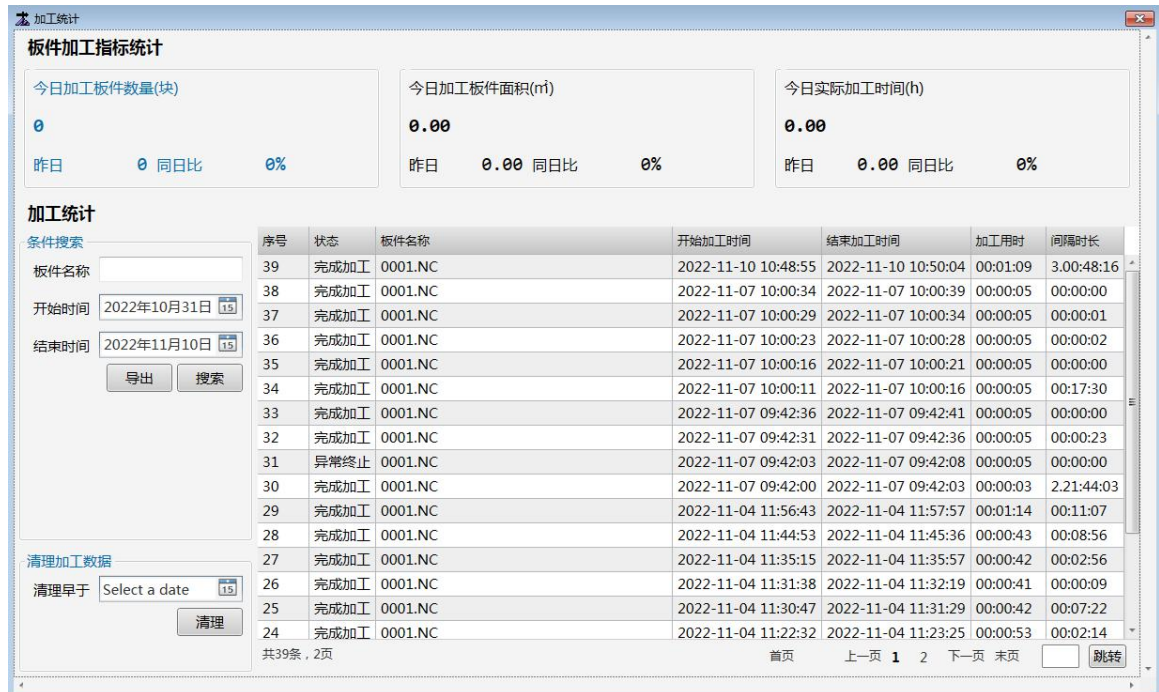 加工统计
板件加工指标统计
今日加工板件数量(块) 今日加工板件面积(㎡) 今日实际加工时间(h)
0 0.00 0.00
昨日 0 同日比 0% 昨日 0.00 同日比 0% 昨日 0.00 同日比 0%
加工统计
条件搜索
板件名称
开始时间 2022年10月31日 15
结束时间 2022年11月10日 15
导出 搜索
清理加工数据
清理早于 Select a date 15
清理
序号 状态 板件名称 开始加工时间 结束加工时间 加工用时 间隔时长
39 完成加工 0001.NC 2022-11-10 10:48:55 2022-11-10 10:50:04 00:01:09 3.00:48:16
38 完成加工 0001.NC 2022-11-07 10:00:34 2022-11-07 10:00:39 00:00:05 00:00:00
37 完成加工 0001.NC 2022-11-07 10:00:29 2022-11-07 10:00:34 00:00:05 00:00:01
36 完成加工 0001.NC 2022-11-07 10:00:23 2022-11-07 10:00:28 00:00:05 00:00:02
35 完成加工 0001.NC 2022-11-07 10:00:16 2022-11-07 10:00:21 00:00:05 00:00:00
34 完成加工 0001.NC 2022-11-07 10:00:11 2022-11-07 10:00:16 00:00:05 00:17:30
33 完成加工 0001.NC 2022-11-07 09:42:36 2022-11-07 09:42:41 00:00:05 00:00:00
32 完成加工 0001.NC 2022-11-07 09:42:31 2022-11-07 09:42:36 00:00:05 00:00:23
31 异常终止 0001.NC 2022-11-07 09:42:03 2022-11-07 09:42:08 00:00:05 00:00:00
30 完成加工 0001.NC 2022-11-07 09:42:00 2022-11-07 09:42:03 00:00:03 2.21:44:03
29 完成加工 0001.NC 2022-11-04 11:56:43 2022-11-04 11:57:57 00:01:14 00:11:07
28 完成加工 0001.NC 2022-11-04 11:44:53 2022-11-04 11:45:36 00:00:43 00:08:56
27 完成加工 0001.NC 2022-11-04 11:35:15 2022-11-04 11:35:57 00:00:42 00:02:56
26 完成加工 0001.NC 2022-11-04 11:31:38 2022-11-04 11:32:19 00:00:41 00:00:09
25 完成加工 0001.NC 2022-11-04 11:30:47 2022-11-04 11:31:29 00:00:42 00:07:22
24 完成加工 0001.NC 2022-11-04 11:22:32 2022-11-04 11:23:25 00:00:53 00:02:14
共39条，2页 首页 上一页 1 2 下一页 末页 跳转